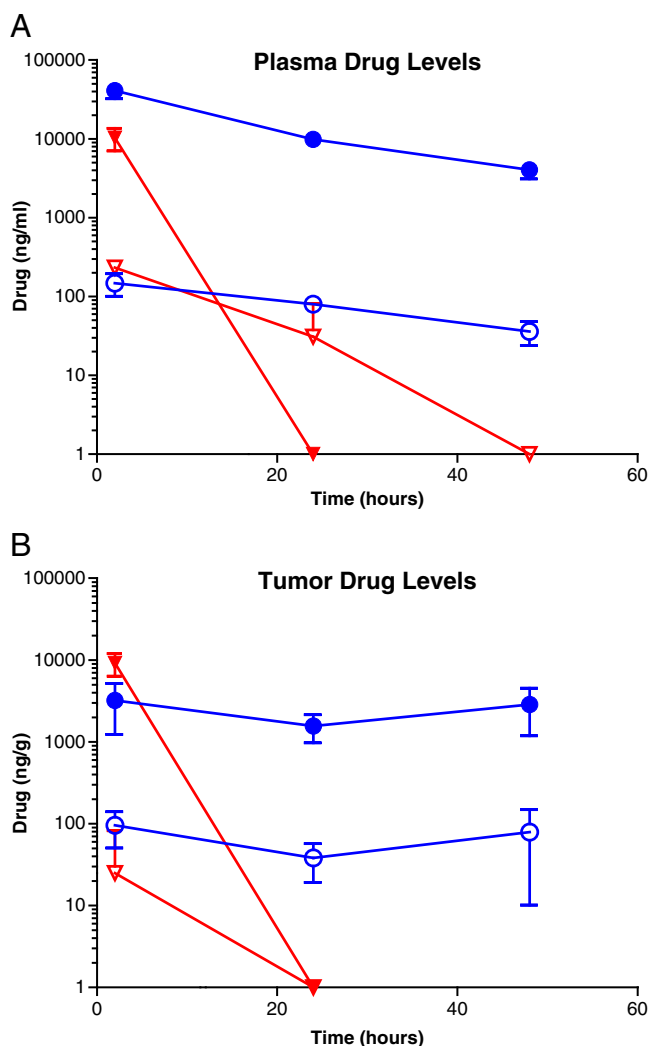 A
Plasma Drug Levels
Drug (ng/ml)
100000
10000
1000
100
10
1
0 20 40 60
Time (hours)
B
Tumor Drug Levels
Drug (ng/g)
100000
10000
1000
100
10
1
0 20 40 60
Time (hours)